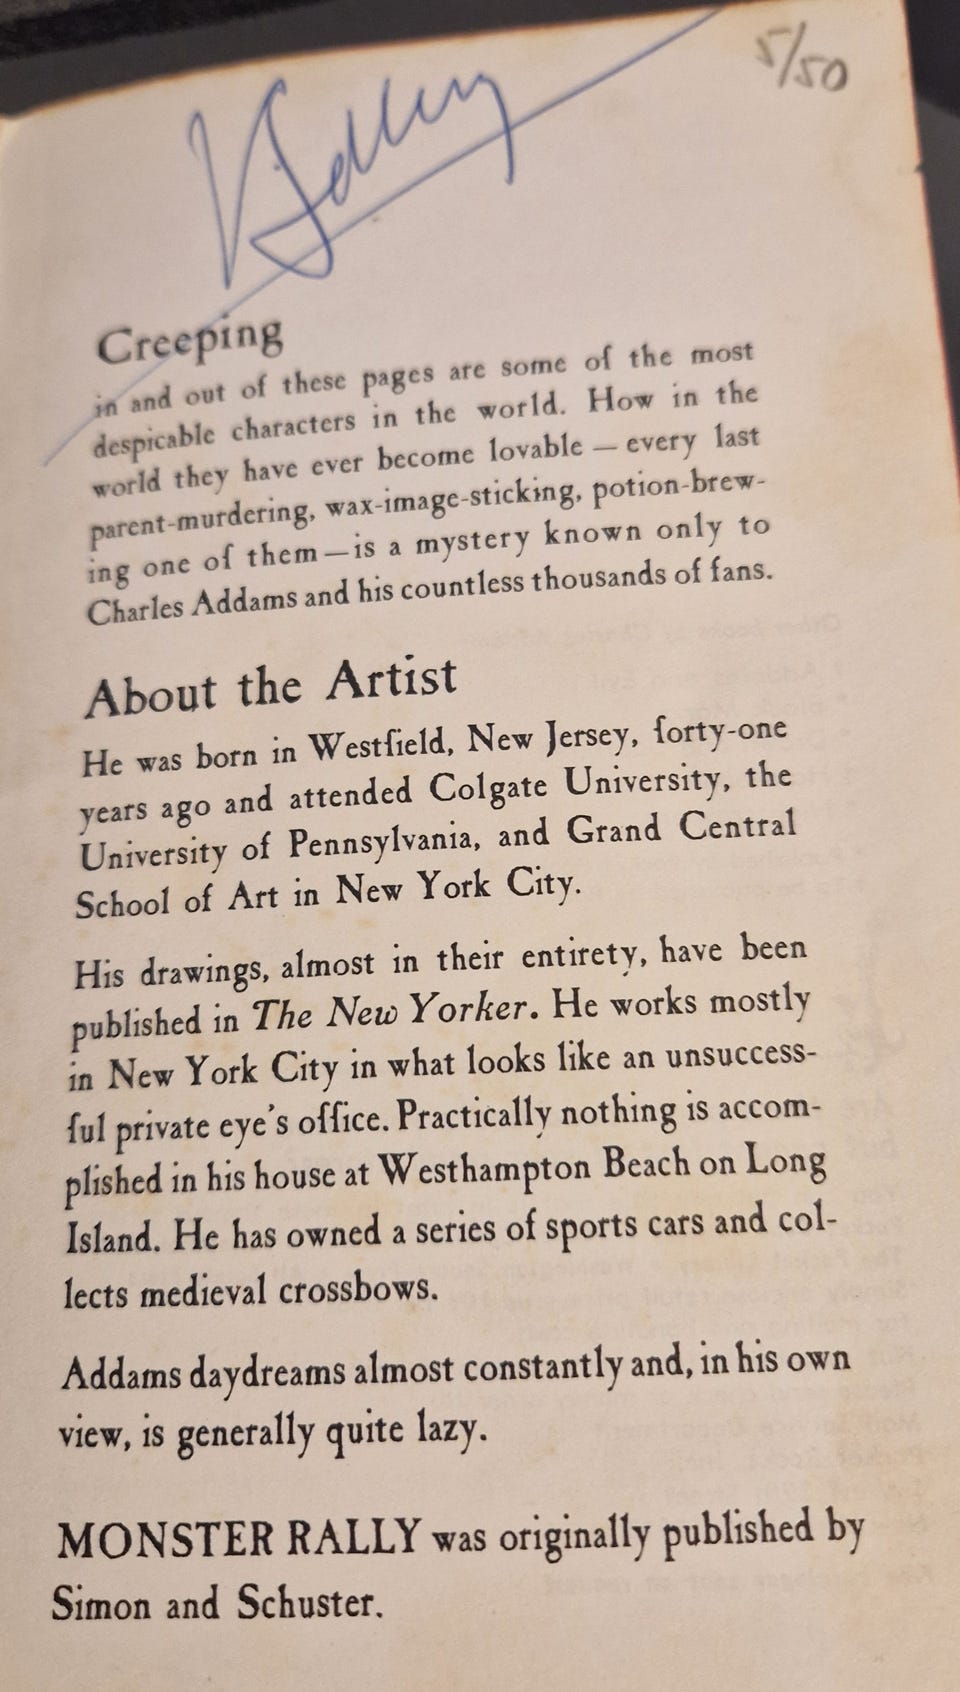 5/50
Creeping
in and out of these pages are some of the most
despicable characters in the world. How in the
world they have ever become lovable — every last
parent-murdering, wax-image-sticking, potion-brew-
ing one of them — is a mystery known only to
Charles Addams and his countless thousands of fans.
About the Artist
He was born in Westfield, New Jersey, forty-one
years ago and attended Colgate University, the
University of Pennsylvania, and Grand Central
School of Art in New York City.
His drawings, almost in their entirety, have been
published in The New Yorker. He works mostly
in New York City in what looks like an unsuccess-
ful private eye's office. Practically nothing is accom-
plished in his house at Westhampton Beach on Long
Island. He has owned a series of sports cars and col-
lects medieval crossbows.
Addams daydreams almost constantly and, in his own
view, is generally quite lazy.
MONSTER RALLY was originally published by
Simon and Schuster.